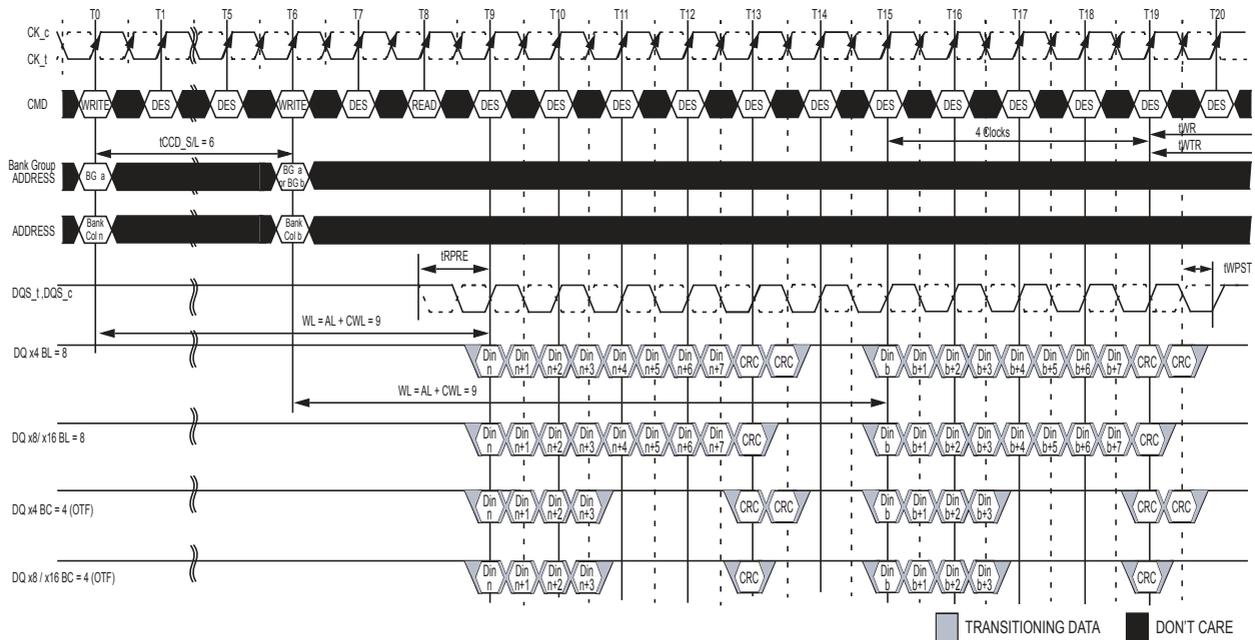 T0 T1 T5 T6 T7 T8 T9 T10 T11 T12 T13 T14 T15 T16 T17 T18 T19 T20
CK_c
CK_t
CMD WRITE DES DES WRITE DES READ DES DES DES DES DES DES DES DES DES DES DES DES
4 Clocks tWR
tCCD_S/L = 6 tWTR
Bank Group
ADDRESS BG a BG a
or BG b
ADDRESS Bank
Col n Bank
Col b
tRPRE tWPST
DQS_t ,DQS_c
WL = AL + CWL = 9
DQ x4 BL = 8 Din
n Din
n+1 Din
n+2 Din
n+3 Din
n+4 Din
n+5 Din
n+6 Din
n+7 CRC CRC Din
b Din
b+1 Din
b+2 Din
b+3 Din
b+4 Din
b+5 Din
b+6 Din
b+7 CRC CRC
WL = AL + CWL = 9
DQ x8/ x16 BL = 8 Din
n Din
n+1 Din
n+2 Din
n+3 Din
n+4 Din
n+5 Din
n+6 Din
n+7 CRC Din
b Din
b+1 Din
b+2 Din
b+3 Din
b+4 Din
b+5 Din
b+6 Din
b+7 CRC
DQ x4 BC = 4 (OTF) Din
n Din
n+1 Din
n+2 Din
n+3 CRC CRC Din
b Din
b+1 Din
b+2 Din
b+3 CRC CRC
DQ x8 / x16 BC = 4 (OTF) Din
n Din
n+1 Din
n+2 Din
n+3 CRC Din
b Din
b+1 Din
b+2 Din
b+3 CRC
TRANSITIONING DATA DON'T CARE